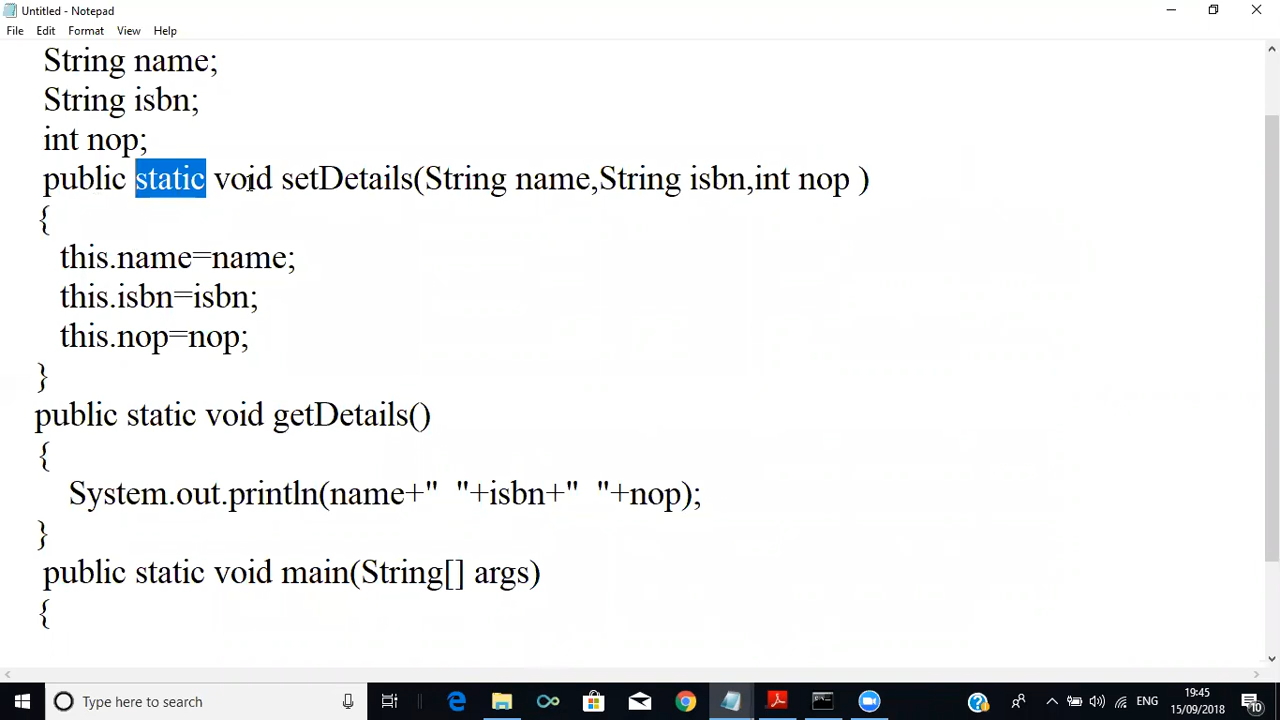 Untitled - Notepad
File Edit Format View Help
String name;
String isbn;
int nop;
public static void setDetails(String name,String isbn,int nop )
{
this.name=name;
this.isbn=isbn;
this.nop=nop;
}
public static void getDetails()
{
System.out.println(name+"  "+isbn+"  "+nop);
}
public static void main(String[] args)
{
Type here to search
ENG
19:45
15/09/2018
10